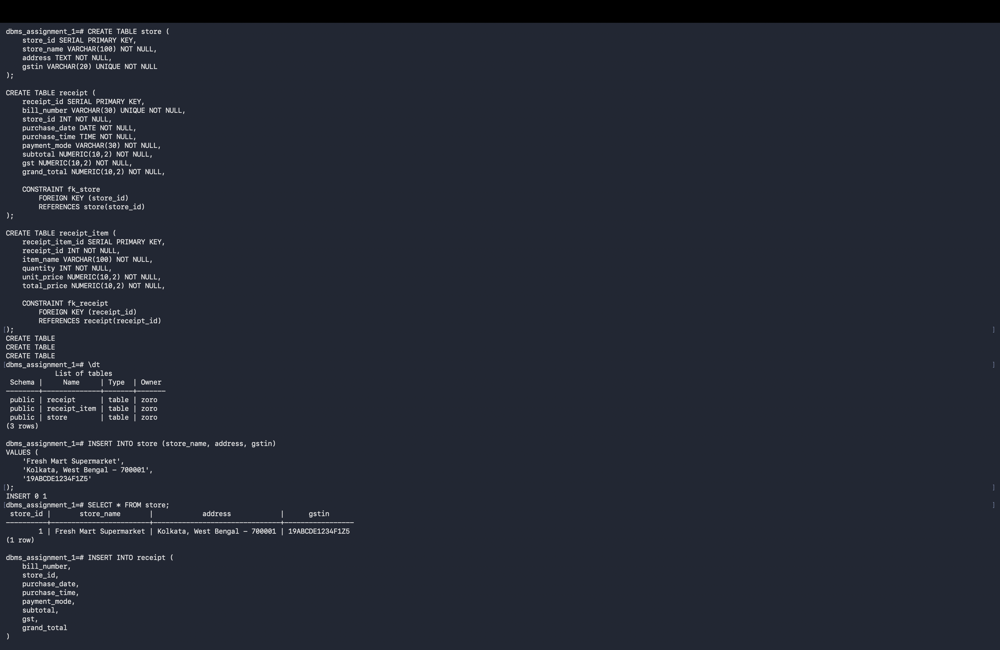 dbms_assignment_1=# CREATE TABLE store (
    store_id SERIAL PRIMARY KEY,
    store_name VARCHAR(100) NOT NULL,
    address TEXT NOT NULL,
    gstin VARCHAR(20) UNIQUE NOT NULL
);

CREATE TABLE receipt (
    receipt_id SERIAL PRIMARY KEY,
    bill_number VARCHAR(30) UNIQUE NOT NULL,
    store_id INT NOT NULL,
    purchase_date DATE NOT NULL,
    purchase_time TIME NOT NULL,
    payment_mode VARCHAR(30) NOT NULL,
    subtotal NUMERIC(10,2) NOT NULL,
    gst NUMERIC(10,2) NOT NULL,
    grand_total NUMERIC(10,2) NOT NULL,

    CONSTRAINT fk_store
        FOREIGN KEY (store_id)
        REFERENCES store(store_id)
);

CREATE TABLE receipt_item (
    receipt_item_id SERIAL PRIMARY KEY,
    receipt_id INT NOT NULL,
    item_name VARCHAR(100) NOT NULL,
    quantity INT NOT NULL,
    unit_price NUMERIC(10,2) NOT NULL,
    total_price NUMERIC(10,2) NOT NULL,

    CONSTRAINT fk_receipt
        FOREIGN KEY (receipt_id)
        REFERENCES receipt(receipt_id)
[); ]
CREATE TABLE
CREATE TABLE
CREATE TABLE
[dbms_assignment_1=# \dt ]
            List of tables
 Schema |     Name     | Type  | Owner
--------+--------------+-------+-------
 public | receipt      | table | zoro
 public | receipt_item | table | zoro
 public | store        | table | zoro
(3 rows)

dbms_assignment_1=# INSERT INTO store (store_name, address, gstin)
VALUES (
    'Fresh Mart Supermarket',
    'Kolkata, West Bengal – 700001',
    '19ABCDE1234F1Z5'
[); ]
INSERT 0 1
[dbms_assignment_1=# SELECT * FROM store; ]
 store_id |       store_name       |            address            |      gstin
----------+------------------------+-------------------------------+-----------------
        1 | Fresh Mart Supermarket | Kolkata, West Bengal – 700001 | 19ABCDE1234F1Z5
(1 row)

dbms_assignment_1=# INSERT INTO receipt (
    bill_number,
    store_id,
    purchase_date,
    purchase_time,
    payment_mode,
    subtotal,
    gst,
    grand_total
)